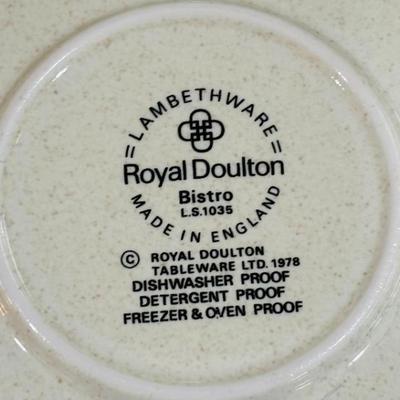 =LAMBETHWARE=
Royal Doulton
Bistro
L.S.1035
MADE IN ENGLAND
© ROYAL DOULTON
TABLEWARE LTD. 1978
DISHWASHER PROOF
DETERGENT PROOF
FREEZER & OVEN PROOF